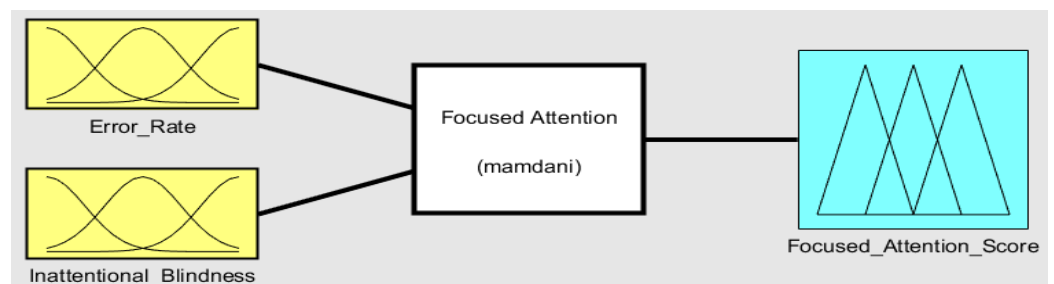 Error_Rate
Inattentional_Blindness
Focused Attention
(mamdani)
Focused_Attention_Score